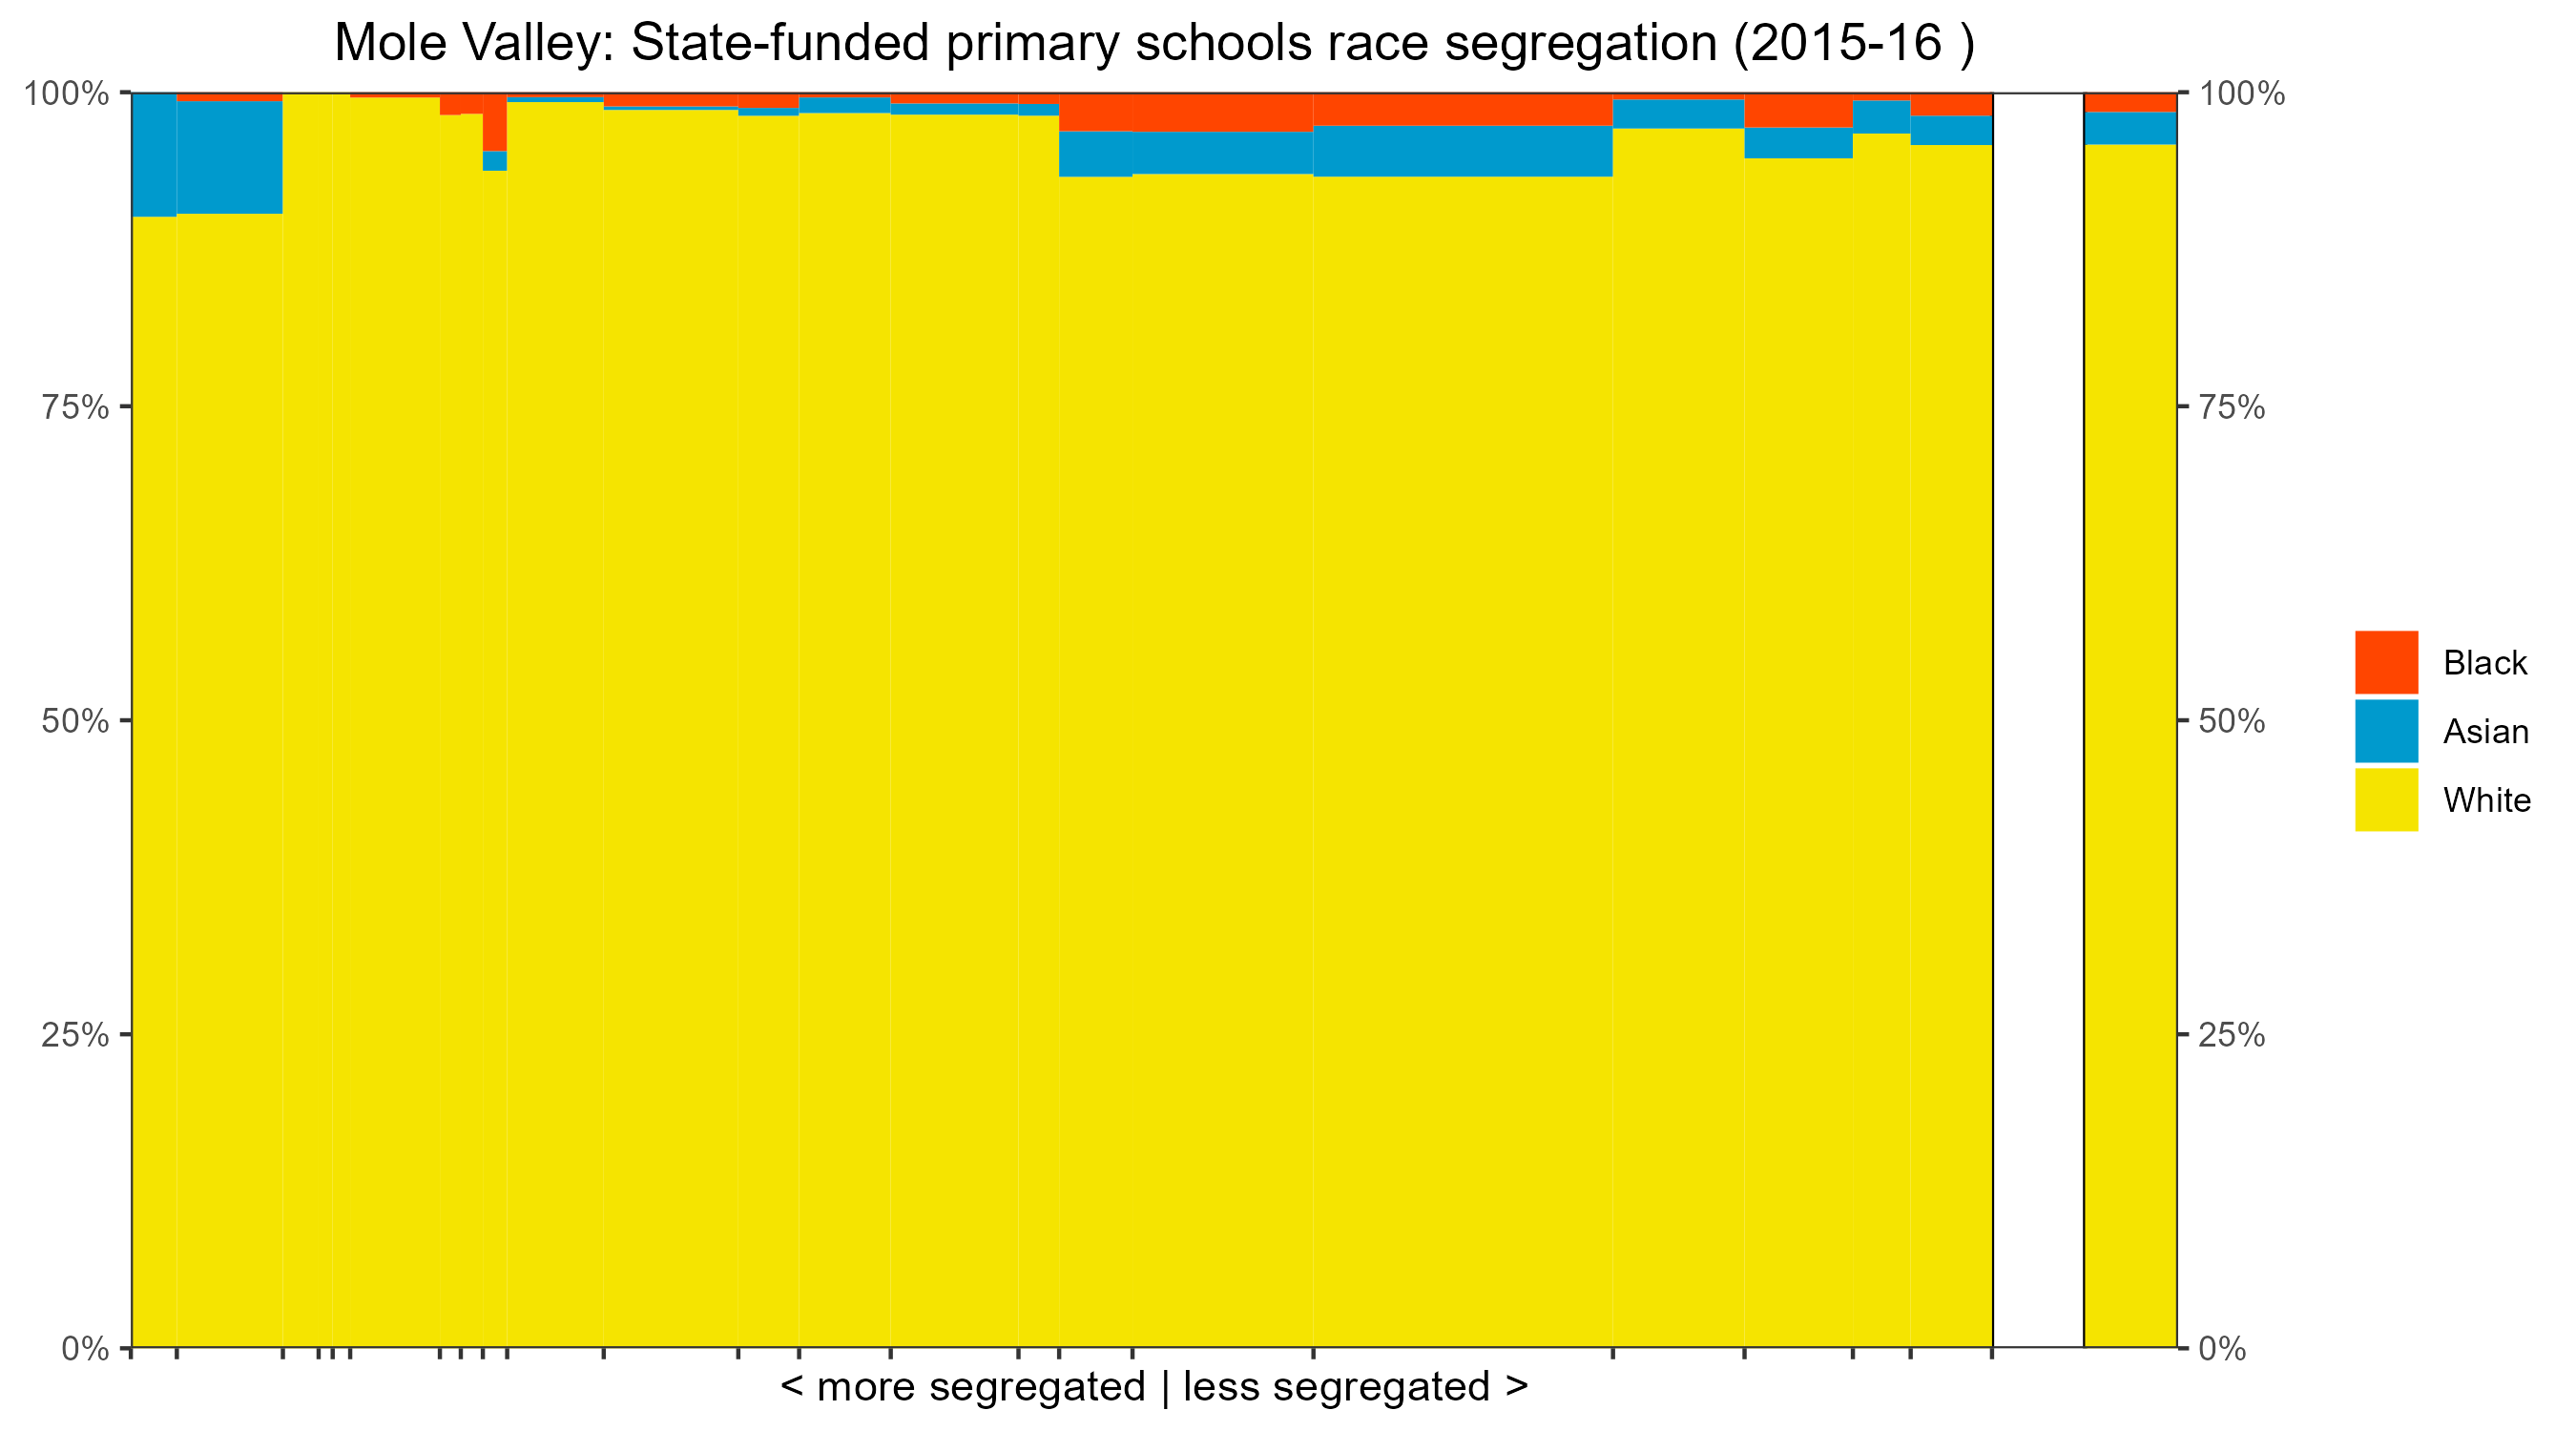 Mole Valley: State-funded primary schools race segregation (2015-16 )
100%
75%
50%
25%
0%
100%
75%
50%
25%
0%
< more segregated | less segregated >
Black
Asian
White